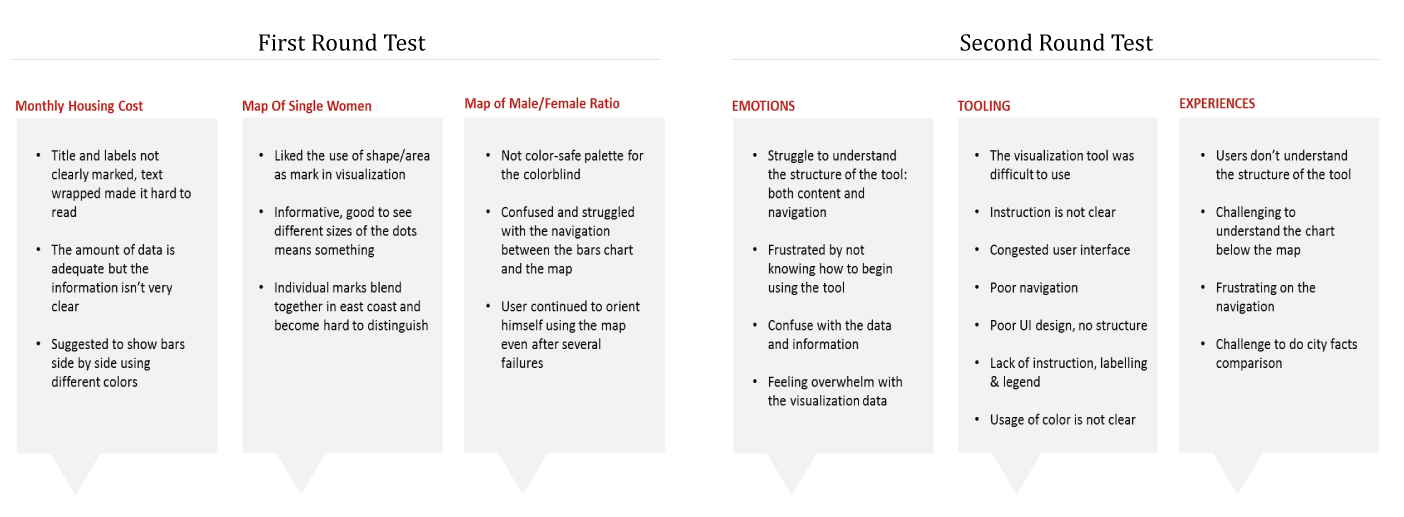 First Round Test
Monthly Housing Cost
• Title and labels not
clearly marked, text
wrapped made it hard to
read
• The amount of data is
adequate but the
information isn't very
clear
• Suggested to show bars
side by side using
different colors
Map Of Single Women
• Liked the use of shape/area
as mark in visualization
• Informative, good to see
different sizes of the dots
means something
• Individual marks blend
together in east coast and
become hard to distinguish
Map of Male/Female Ratio
• Not color-safe palette for
the colorblind
• Confused and struggled
with the navigation
between the bars chart
and the map
• User continued to orient
himself using the map
even after several
failures
Second Round Test
EMOTIONS
• Struggle to understand
the structure of the tool:
both content and
navigation
• Frustrated by not
knowing how to begin
using the tool
• Confuse with the data
and information
• Feeling overwhelm with
the visualization data
TOOLING
• The visualization tool was
difficult to use
• Instruction is not clear
• Congested user interface
• Poor navigation
• Poor UI design, no structure
• Lack of instruction, labelling
& legend
• Usage of color is not clear
EXPERIENCES
• Users don't understand
the structure of the tool
• Challenging to
understand the chart
below the map
• Frustrating on the
navigation
• Challenge to do city facts
comparison